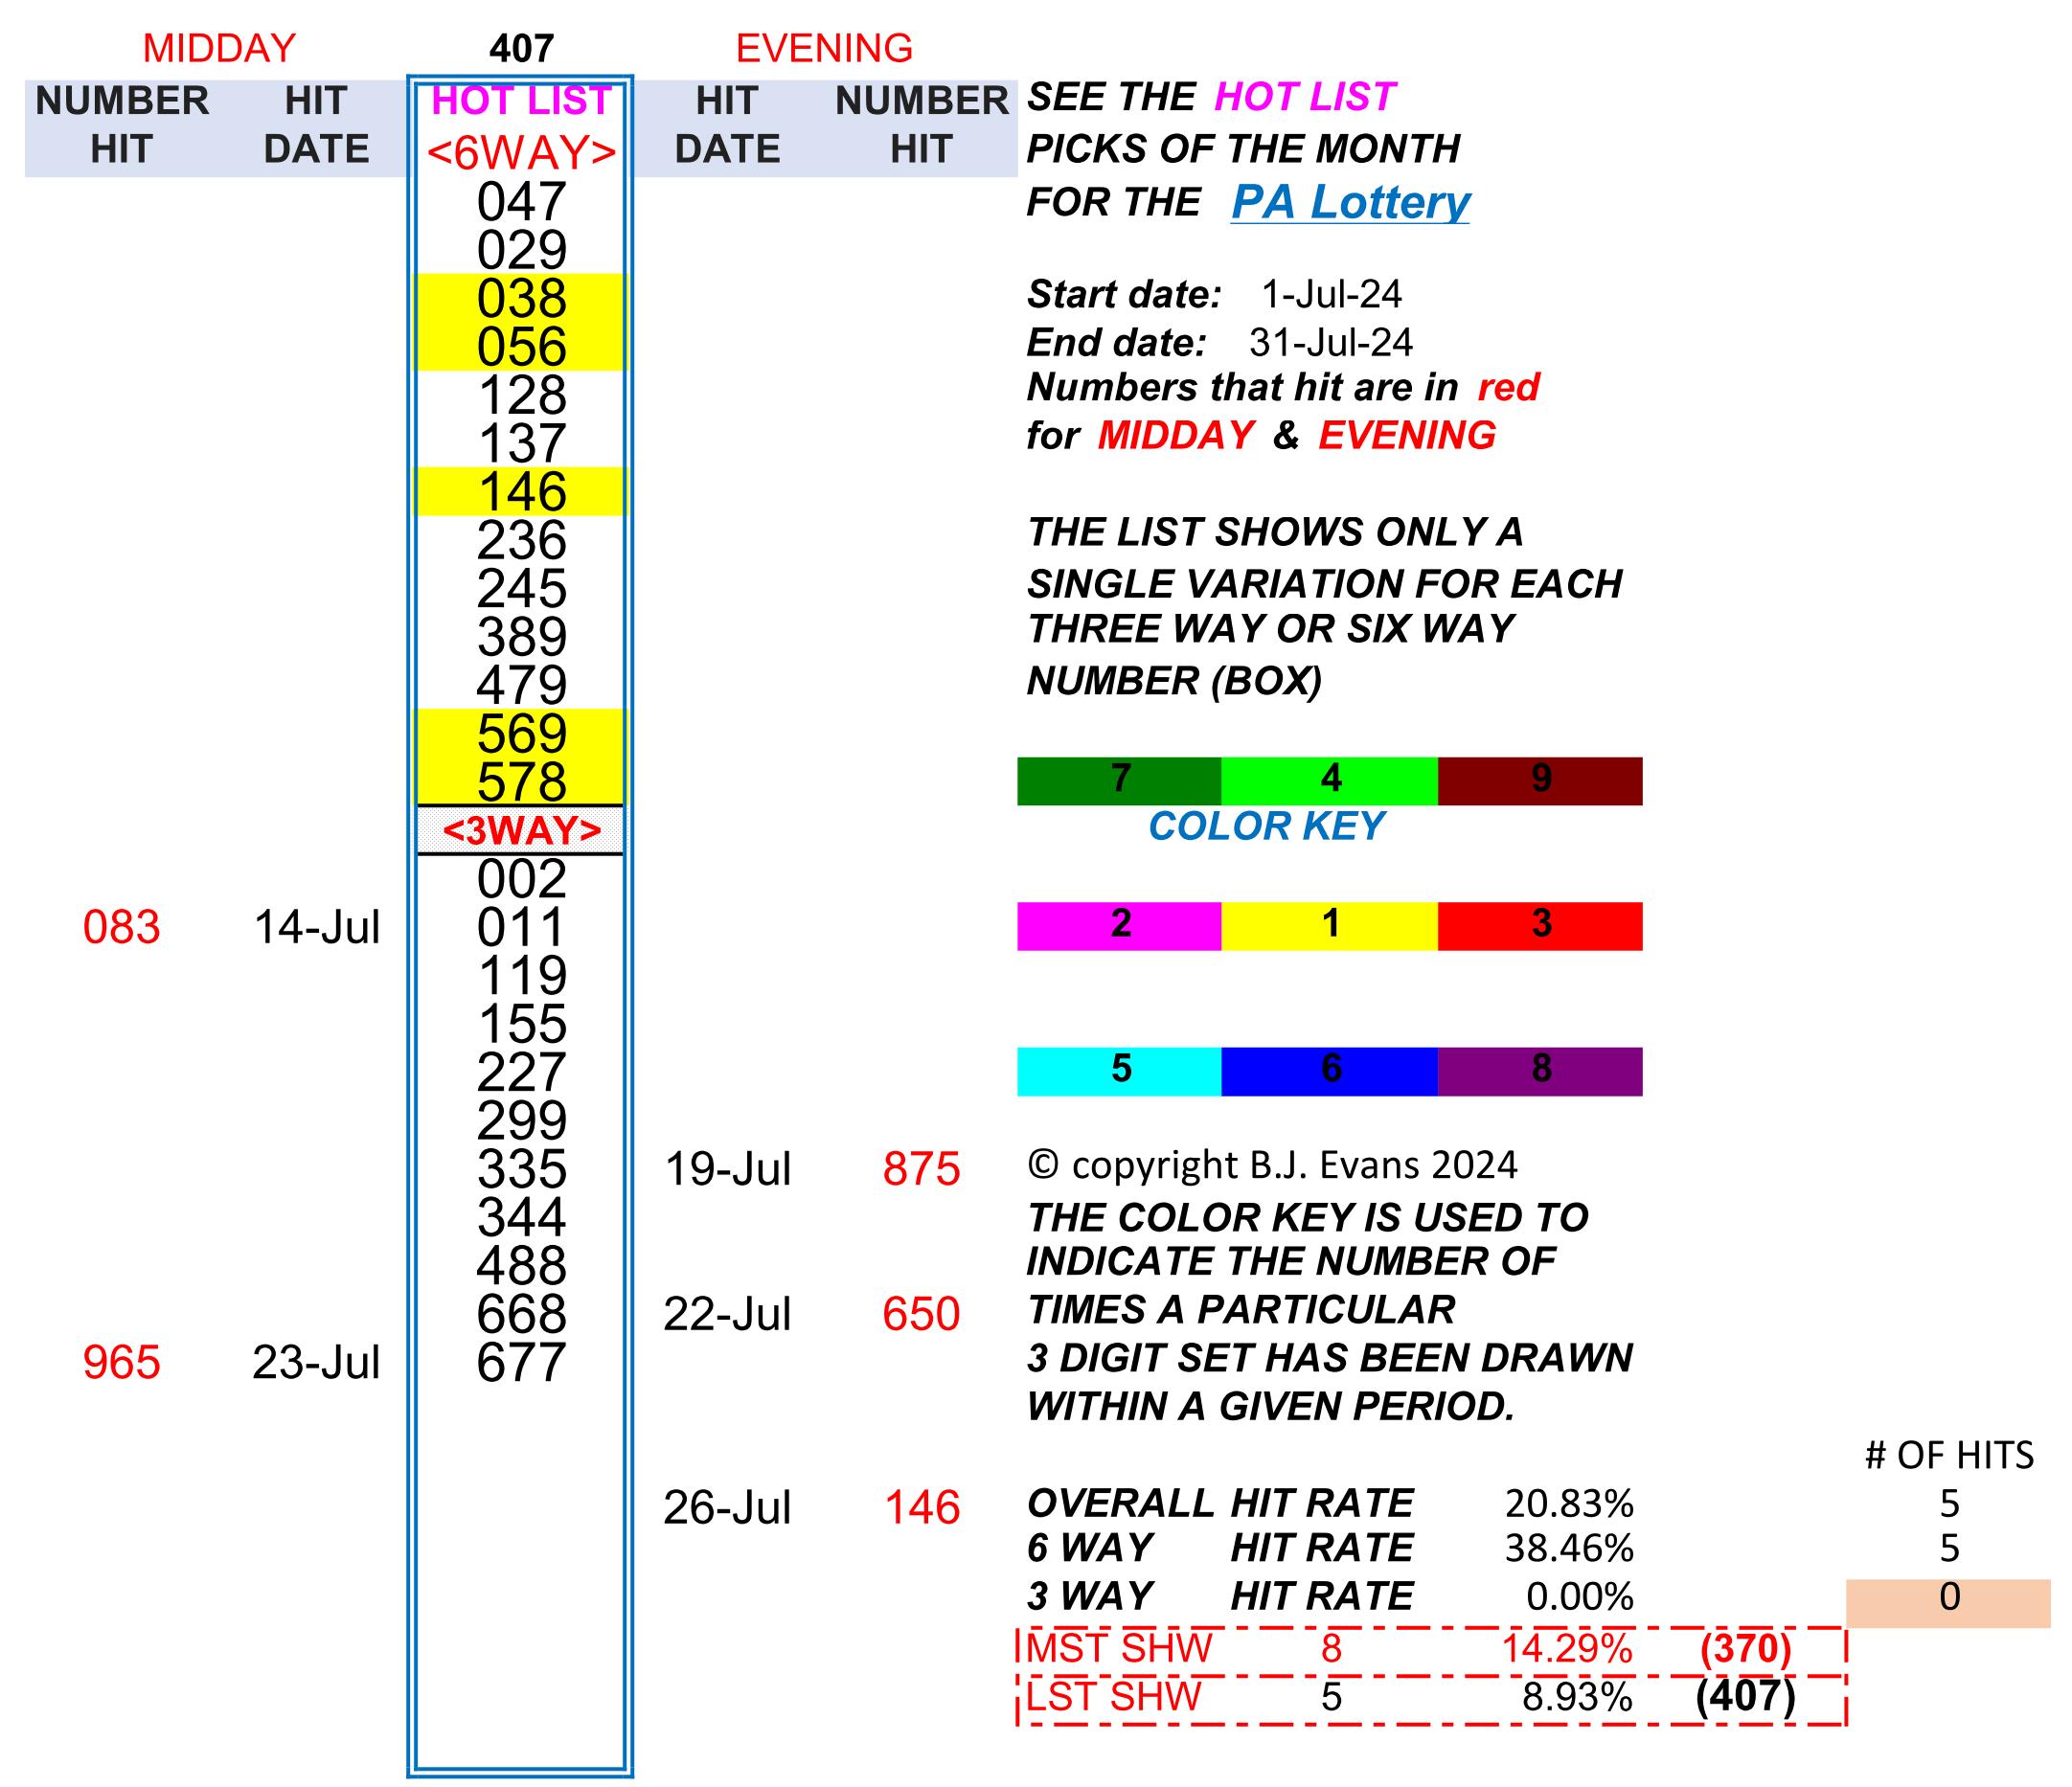 MIDDAY 407 EVENING
NUMBER HIT HOT LIST HIT NUMBER SEE THE HOT LIST
HIT DATE <6WAY> DATE HIT PICKS OF THE MONTH
047 FOR THE PA Lottery
029
038 Start date: 1-Jul-24
056 End date: 31-Jul-24
128 Numbers that hit are in red
137 for MIDDAY & EVENING
146
236 THE LIST SHOWS ONLY A
245 SINGLE VARIATION FOR EACH
389 THREE WAY OR SIX WAY
479 NUMBER (BOX)
569
578 7 4 9
<3WAY> COLOR KEY
002
083 14-Jul 011 2 1 3
119
155
227 5 6 8
299
335 19-Jul 875 © copyright B.J. Evans 2024
344 THE COLOR KEY IS USED TO
488 INDICATE THE NUMBER OF
668 22-Jul 650 TIMES A PARTICULAR
965 23-Jul 677 3 DIGIT SET HAS BEEN DRAWN
WITHIN A GIVEN PERIOD.
# OF HITS
26-Jul 146 OVERALL HIT RATE 20.83% 5
6 WAY HIT RATE 38.46% 5
3 WAY HIT RATE 0.00% 0
MST SHW 8 14.29% (370)
LST SHW 5 8.93% (407)